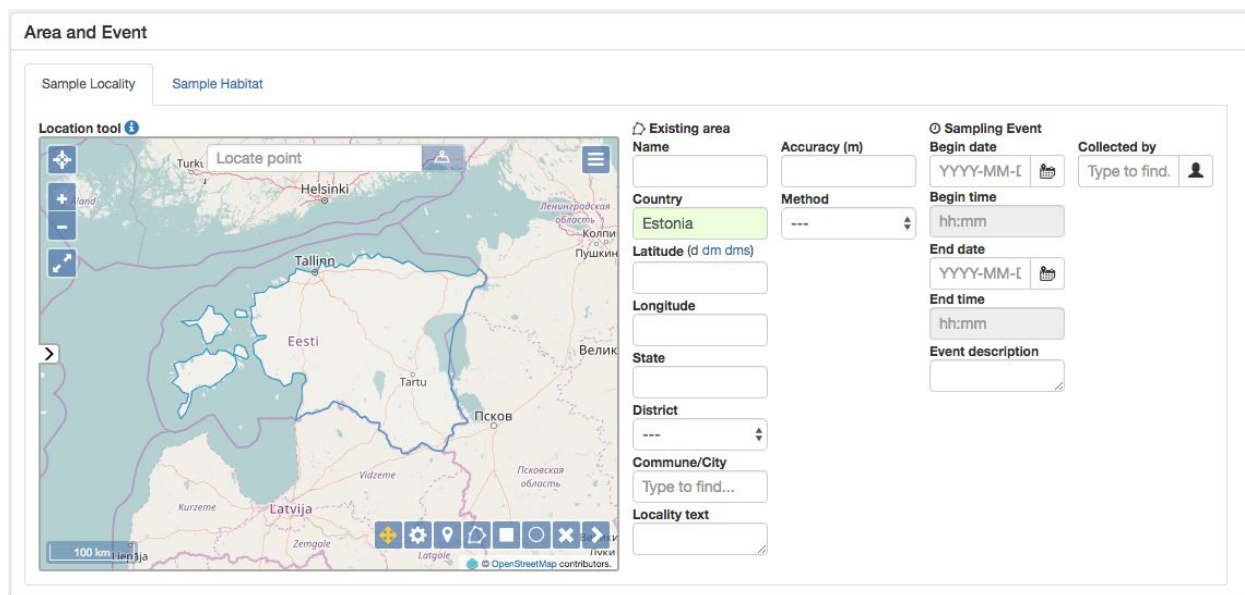 Area and Event
Sample Locality
Sample Habitat
Location tool
Locate point
Turku
Åland
Helsinki
Ленинградская
область
Колпи
Пушкин
Tallinn
Eesti
Велик
Tartu
Псков
Псковская
область
Vidzeme
Kurzeme
Latvija
Zemgale
Latgale
Liepāja
Луки
100 km
© OpenStreetMap contributors.
Existing area
Name
Accuracy (m)
Country
Estonia
Method
---
Latitude (d dm dms)
Longitude
State
District
---
Commune/City
Type to find...
Locality text
Sampling Event
Begin date
YYYY-MM-D
Collected by
Type to find.
Begin time
hh:mm
End date
YYYY-MM-D
End time
hh:mm
Event description